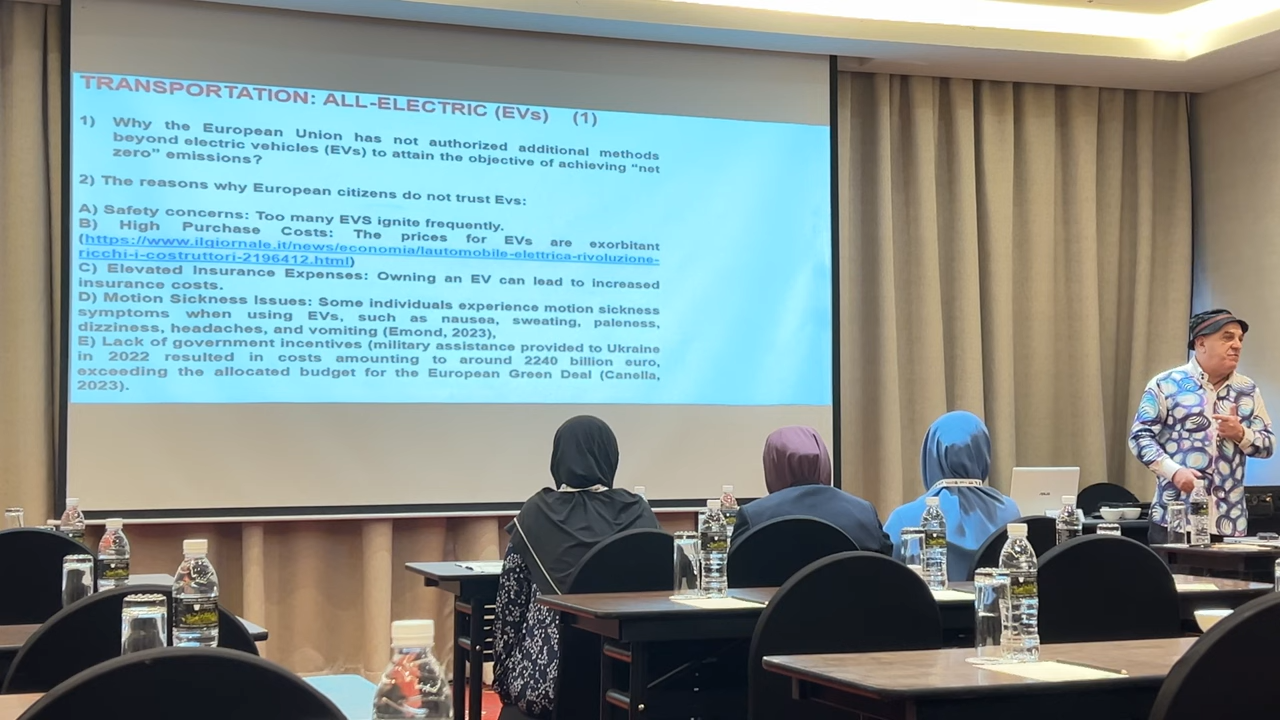 TRANSPORTATION: ALL-ELECTRIC (EVs) (1)
1) Why the European Union has not authorized additional methods
beyond electric vehicles (EVs) to attain the objective of achieving “net
zero” emissions?
2) The reasons why European citizens do not trust Evs:
A) Safety concerns: Too many EVS ignite frequently.
B) High Purchase Costs: The prices for EVs are exorbitant
(https://www.ilgiornale.it/news/economia/lautomobile-elettrica-rivoluzione-
ricchi-i-costruttori-2196412.html)
C) Elevated Insurance Expenses: Owning an EV can lead to increased
insurance costs.
D) Motion Sickness Issues: Some individuals experience motion sickness
symptoms when using EVs, such as nausea, sweating, paleness,
dizziness, headaches, and vomiting (Emond, 2023),
E) Lack of government incentives (military assistance provided to Ukraine
in 2022 resulted in costs amounting to around 2240 billion euro,
exceeding the allocated budget for the European Green Deal (Canella,
2023).